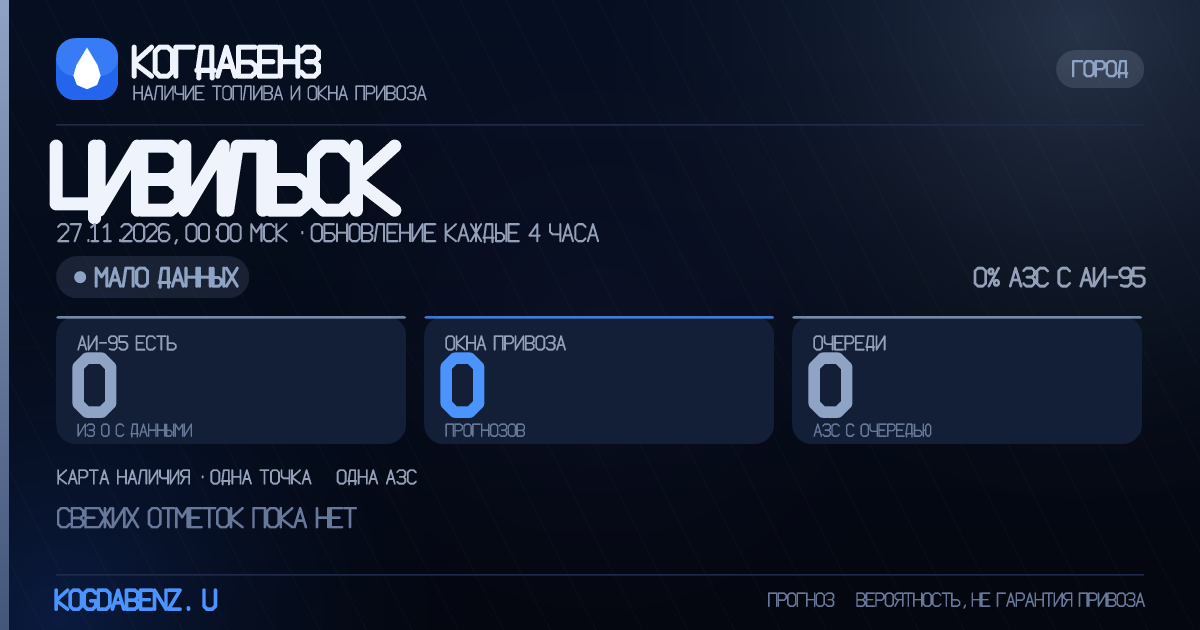 КОГДАБЕНЗ
НАЛИЧИЕ ТОПЛИВА И ОКНА ПРИВОЗА
ГОРОД
ЦИВИЛЬСК
27.11.2026, 00:00 МСК · ОБНОВЛЕНИЕ КАЖДЫЕ 4 ЧАСА
МАЛО ДАННЫХ
0% АЗС С АИ-95
АИ-95 ЕСТЬ
0
ИЗ 0 С ДАННЫМИ
ОКНА ПРИВОЗА
0
ПРОГНОЗОВ
ОЧЕРЕДИ
0
АЗС С ОЧЕРЕДЬЮ
КАРТА НАЛИЧИЯ · ОДНА ТОЧКА ОДНА АЗС
СВЕЖИХ ОТМЕТОК ПОКА НЕТ
KOGDABENZ. U
ПРОГНОЗ ВЕРОЯТНОСТЬ, НЕ ГАРАНТИЯ ПРИВОЗА